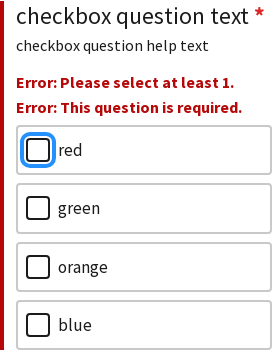 checkbox question text *
checkbox question help text
Error: Please select at least 1.
Error: This question is required.
red
green
orange
blue